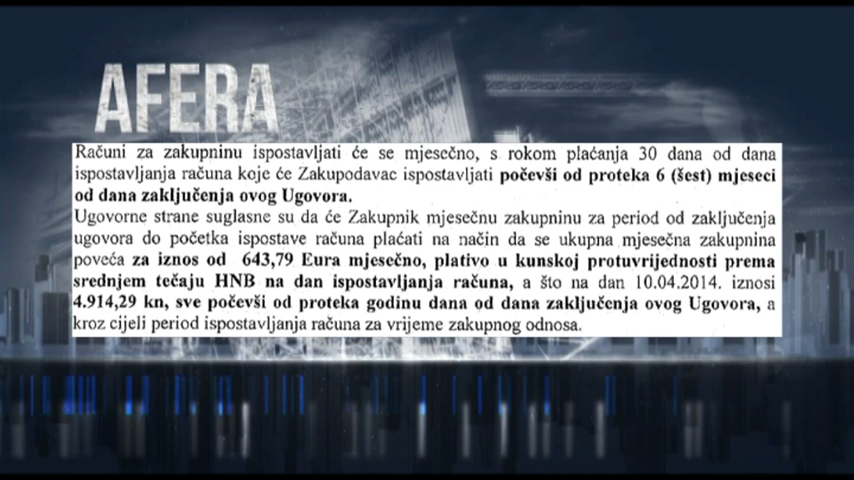 AFERA
Računi za zakupninu ispostavljati će se mjesečno, s rokom plaćanja 30 dana od dana
ispostavljanja računa koje će Zakupodavac ispostavljati počevši od proteka 6 (šest) mjeseci
od dana zaključenja ovog Ugovora.
Ugovorne strane suglasne su da će Zakupnik mjesečnu zakupninu za period od zaključenja
ugovora do početka ispostave računa plaćati na način da se ukupna mjesečna zakupnina
poveća za iznos od 643,79 Eura mjesečno, plativo u kunskoj protuvrijednosti prema
srednjem tečaju HNB na dan ispostavljanja računa, a što na dan 10.04.2014. iznosi
4.914,29 kn, sve počevši od proteka godinu dana od dana zaključenja ovog Ugovora, a
kroz cijeli period ispostavljanja računa za vrijeme zakupnog odnosa.